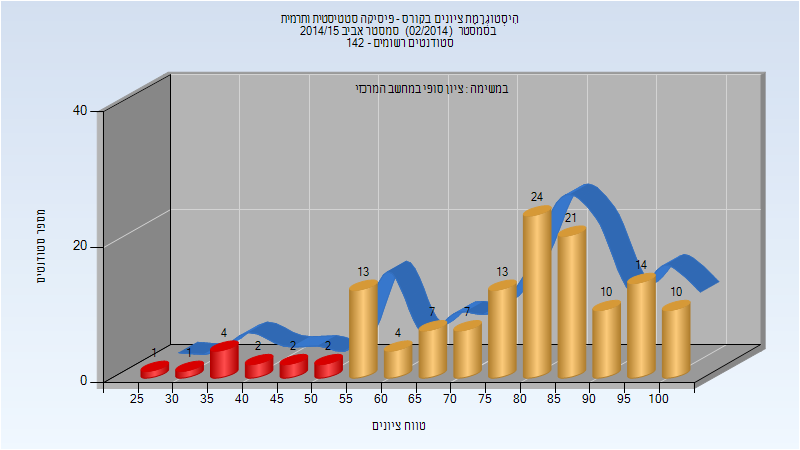 היסטוגרמת ציונים בקורס - פיסיקה סטטיסטית ותרמית
בסמסטר (02/2014) סמסטר אביב 2014/15
סטודנטים רשומים - 142
במשימה : ציון סופי במחשב המרכזי
מספר סטודנטים
40
20
0
1 1 4 2 2 2 13 4 7 7 13 24 21 10 14 10
25 30 35 40 45 50 55 60 65 70 75 80 85 90 95 100
טווח ציונים